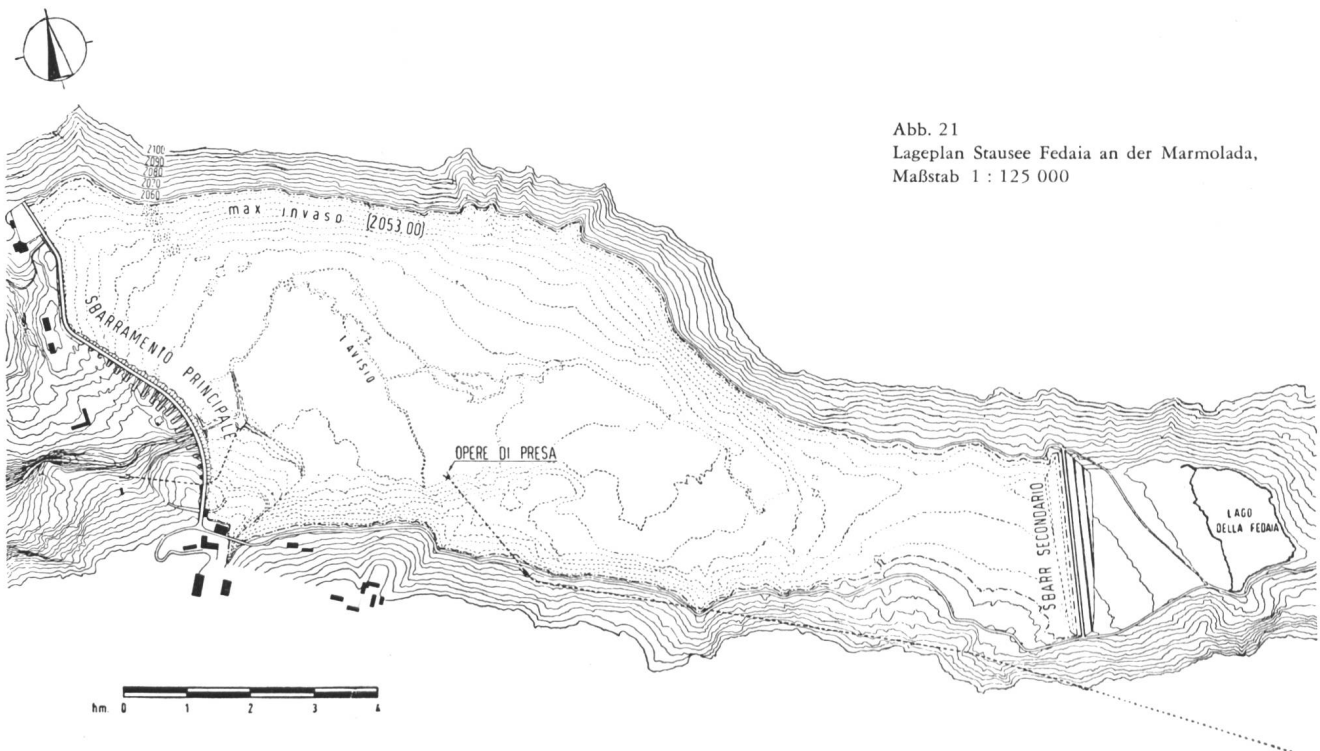 Abb. 21
Lageplan Stausee Fedaia an der Marmolada,
Maßstab 1 : 125 000
2100
2090
2080
2070
2060
max invaso (2053,00)
SBARRAMENTO PRINCIPALE
T AVISIO
OPERE DI PRESA
SBARR SECONDARIO
LAGO
DELLA FEDAIA
hm. 0 1 2 3 4